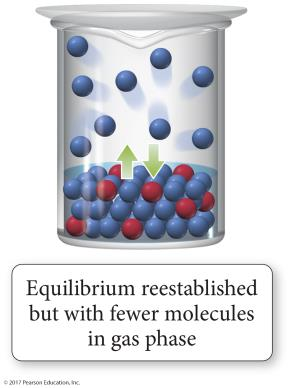 Equilibrium reestablished
but with fewer molecules
in gas phase
© 2017 Pearson Education, Inc.